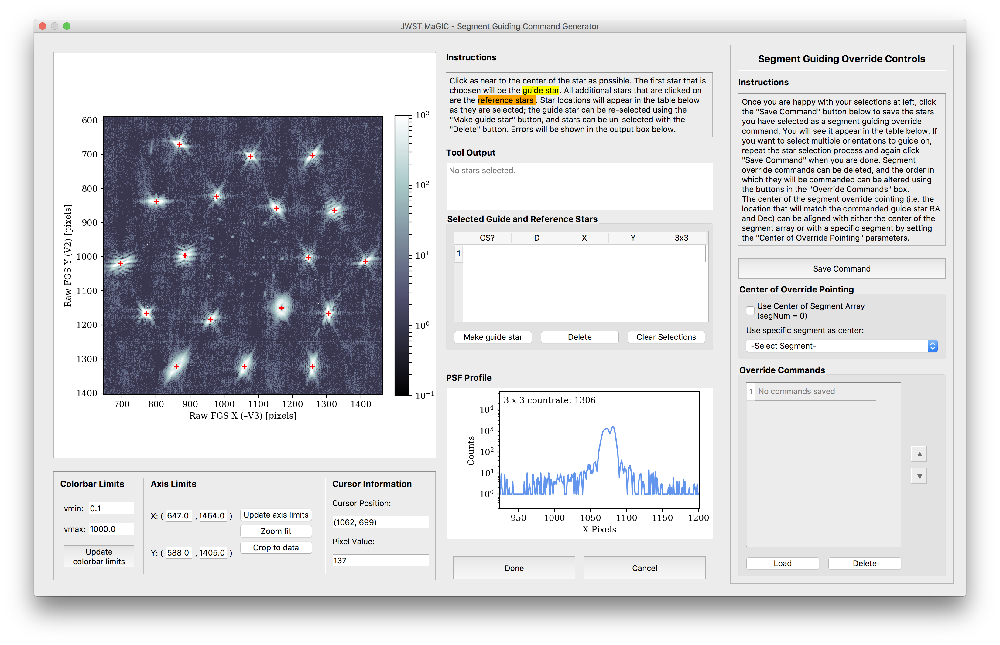 JWST MaGIC - Segment Guiding Command Generator
600
700
800
900
1000
1100
1200
1300
1400
Raw FGS Y (V2) [pixels]
700 800 900 1000 1100 1200 1300 1400
Raw FGS X (–V3) [pixels]
10³
10²
10¹
10⁰
10⁻¹
Colorbar Limits
vmin: 0.1
vmax: 1000.0
Update
colorbar limits
Axis Limits
X: ( 647.0 , 1464.0 )
Y: ( 588.0 , 1405.0 )
Update axis limits
Zoom fit
Crop to data
Cursor Information
Cursor Position:
(1062, 699)
Pixel Value:
137
Instructions
Click as near to the center of the star as possible. The first star that is
choosen will be the guide star. All additional stars that are clicked on
are the reference stars . Star locations will appear in the table below
as they are selected; the guide star can be re-selected using the
"Make guide star" button, and stars can be un-selected with the
"Delete" button. Errors will be shown in the output box below.
Tool Output
No stars selected.
Selected Guide and Reference Stars
GS? ID X Y 3x3
1
Make guide star Delete Clear Selections
PSF Profile
3 x 3 countrate: 1306
10⁴
10³
10²
10¹
10⁰
Counts
950 1000 1050 1100 1150 1200
X Pixels
Done Cancel
Segment Guiding Override Controls
Instructions
Once you are happy with your selections at left, click
the "Save Command" button below to save the stars
you have selected as a segment guiding override
command. You will see it appear in the table below. If
you want to select multiple orientations to guide on,
repeat the star selection process and again click
"Save Command" when you are done. Segment
override commands can be deleted, and the order in
which they will be commanded can be altered using
the buttons in the "Override Commands" box.
The center of the segment override pointing (i.e. the
location that will match the commanded guide star RA
and Dec) can be aligned with either the center of the
segment array or with a specific segment by setting
the "Center of Override Pointing" parameters.
Save Command
Center of Override Pointing
Use Center of Segment Array
(segNum = 0)
Use specific segment as center:
-Select Segment-
Override Commands
1 No commands saved
▲
▼
Load Delete